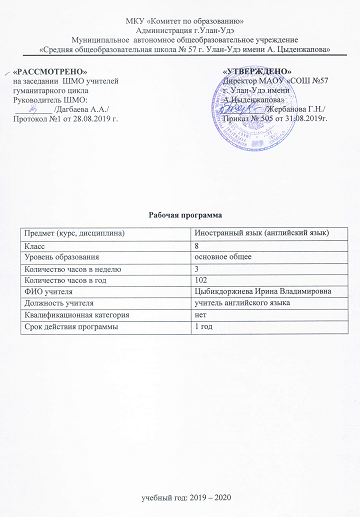 МКУ «Комитет по образованию»
Администрация г.Улан-Удэ
Муниципальное автономное общеобразовательное учреждение
«Средняя общеобразовательная школа № 57 г. Улан-Удэ имени А. Цыденжапова»
«РАССМОТРЕНО»
на заседании ШМО учителей
гуманитарного цикла
Руководитель ШМО:
/Дагбаева А.А./
Протокол №1 от 28.08.2019 г.
«УТВЕРЖДЕНО»
Директор МАОУ «СОШ №57
г. Улан-Удэ имени
А.Цыденжапова»
/Жербанова Г.Н./
Приказ № 505 от 31.08.2019г.
Рабочая программа
Предмет (курс, дисциплина) Иностранный язык (английский язык)
Класс 8
Уровень образования основное общее
Количество часов в неделю 3
Количество часов в год 102
ФИО учителя Цыбикдоржиева Ирина Владимировна
Должность учителя учитель английского языка
Квалификационная категория нет
Срок действия программы 1 год
учебный год: 2019 – 2020